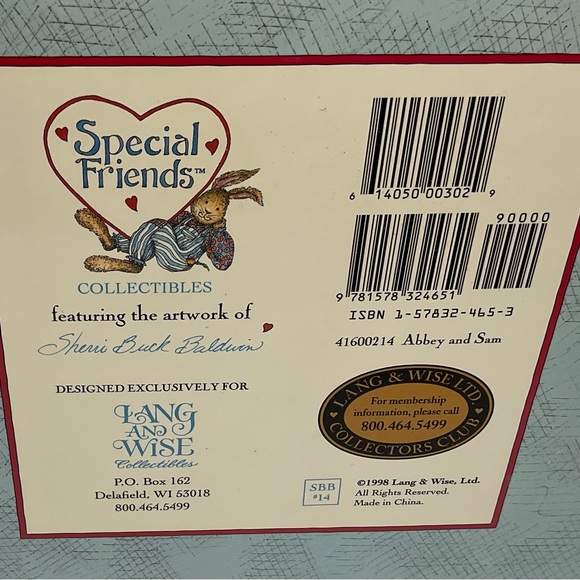 Special
Friends™
COLLECTIBLES
featuring the artwork of
Sherri Buck Baldwin
DESIGNED EXCLUSIVELY FOR
LANG
AND
WISE
Collectibles
P.O. Box 162
Delafield, WI 53018
800.464.5499
6 14050 00302 9
90000
9 781578 324651
ISBN 1-57832-465-3
41600214 Abbey and Sam
LANG & WISE LTD
For membership
information, please call
800.464.5499
COLLECTORS CLUB
SBB
#14
©1998 Lang & Wise, Ltd.
All Rights Reserved.
Made in China.